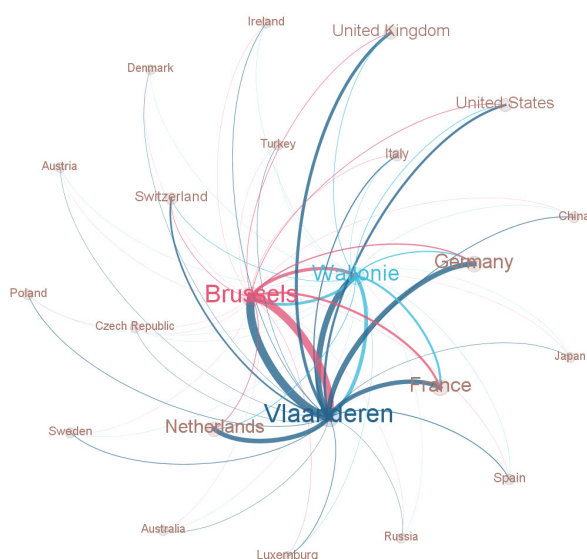 Ireland
United Kingdom
Denmark
United States
Turkey
Italy
Austria
Switzerland
China
Germany
Wallonie
Brussels
Poland
Czech Republic
Japan
France
Vlaanderen
Netherlands
Sweden
Spain
Australia
Russia
Luxemburg